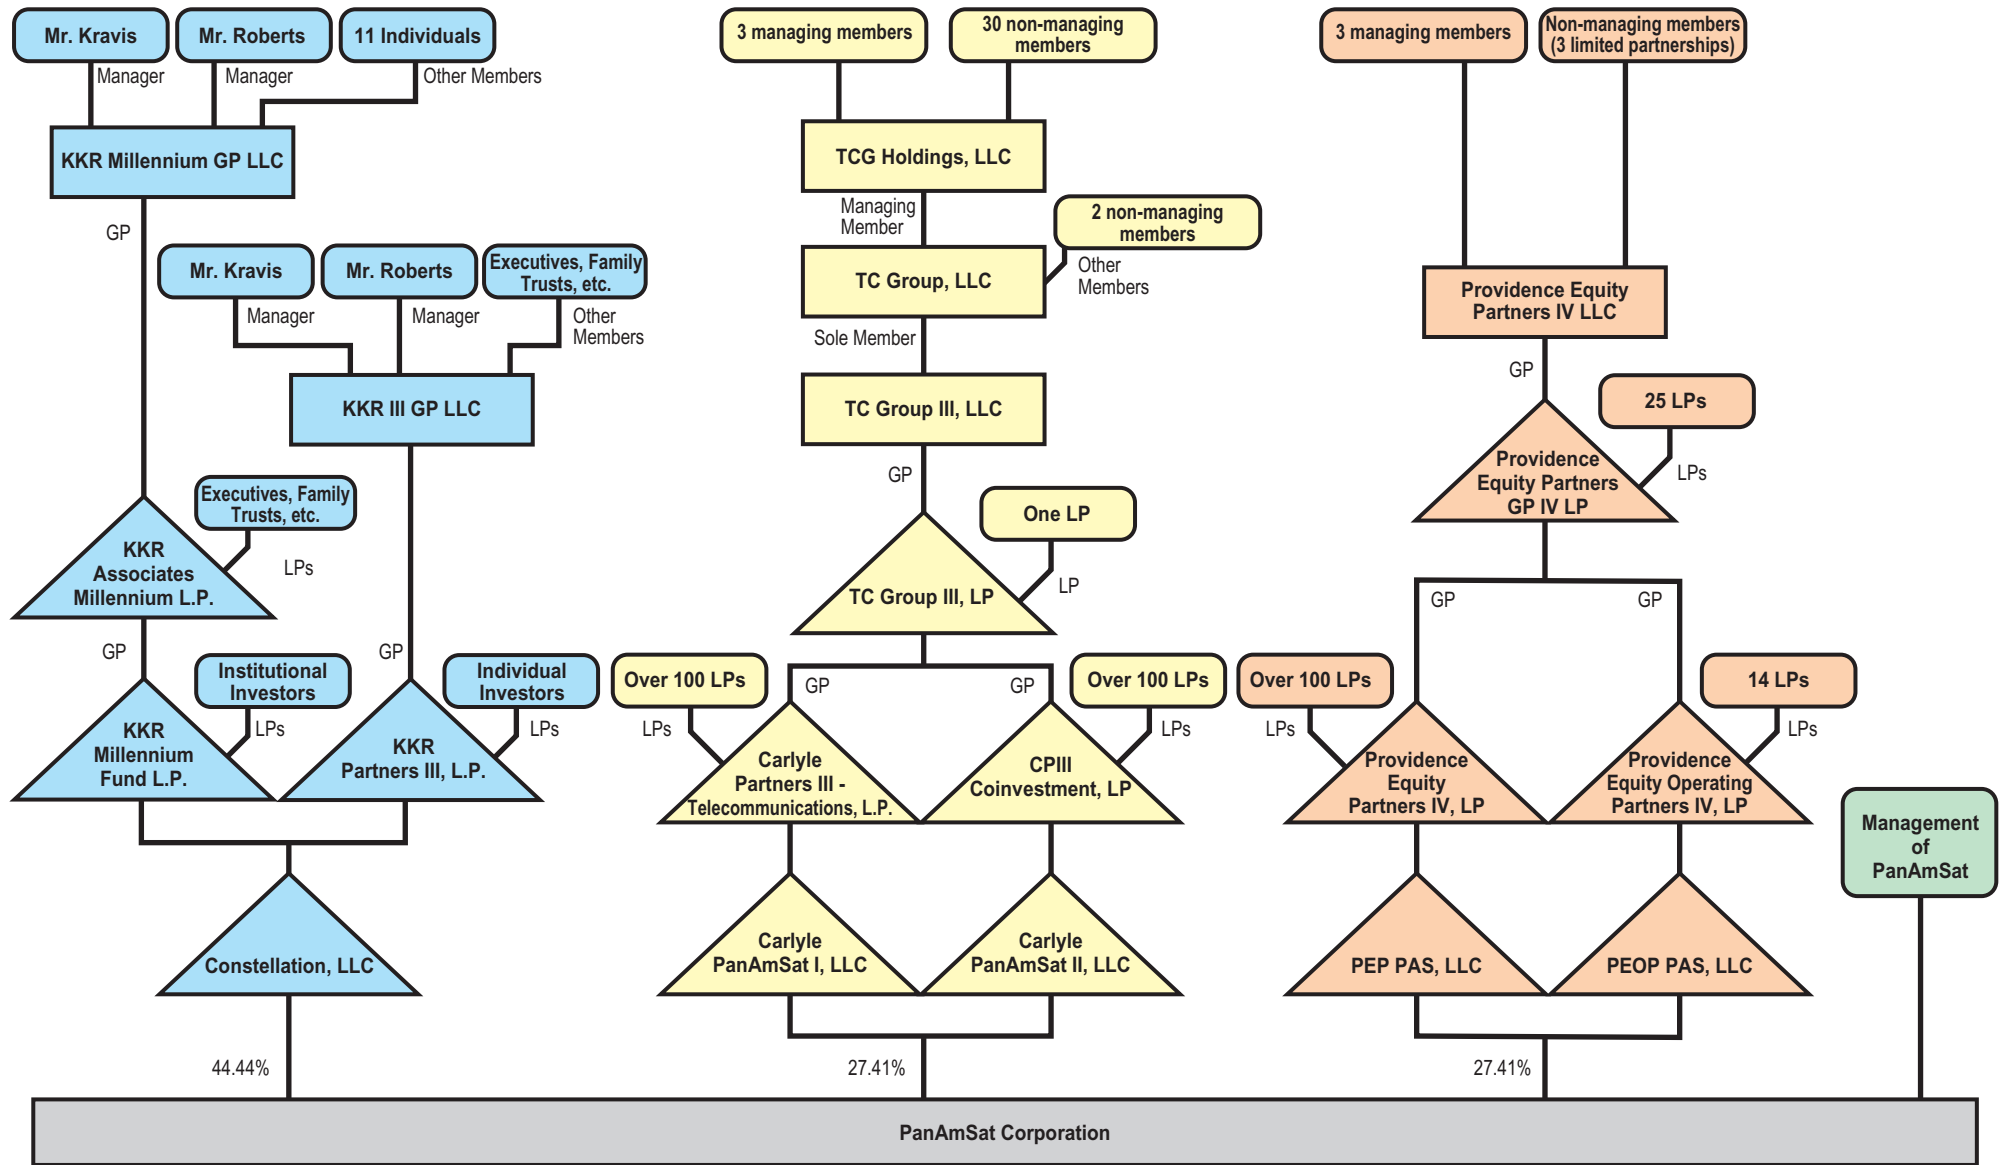 Mr. Kravis
Mr. Roberts
11 Individuals
Manager
Manager
Other Members
KKR Millennium GP LLC
GP
Mr. Kravis
Mr. Roberts
Executives, Family
Trusts, etc.
Manager
Manager
Other
Members
KKR III GP LLC
Executives, Family
Trusts, etc.
LPs
KKR
Associates
Millennium L.P.
GP
GP
Institutional
Investors
LPs
Individual
Investors
LPs
KKR
Millennium
Fund L.P.
KKR
Partners III, L.P.
Constellation, LLC
44.44%
3 managing members
30 non-managing
members
TCG Holdings, LLC
Managing
Member
2 non-managing
members
Other
Members
TC Group, LLC
Sole Member
TC Group III, LLC
GP
One LP
LP
TC Group III, LP
Over 100 LPs
LPs
GP
GP
Over 100 LPs
LPs
Carlyle
Partners III -
Telecommunications, L.P.
CPIII
Coinvestment, LP
Carlyle
PanAmSat I, LLC
Carlyle
PanAmSat II, LLC
27.41%
3 managing members
Non-managing members
(3 limited partnerships)
Providence Equity
Partners IV LLC
GP
25 LPs
LPs
Providence
Equity Partners
GP IV LP
GP
GP
Over 100 LPs
LPs
14 LPs
LPs
Providence
Equity
Partners IV, LP
Providence
Equity Operating
Partners IV, LP
PEP PAS, LLC
PEOP PAS, LLC
27.41%
Management
of
PanAmSat
PanAmSat Corporation